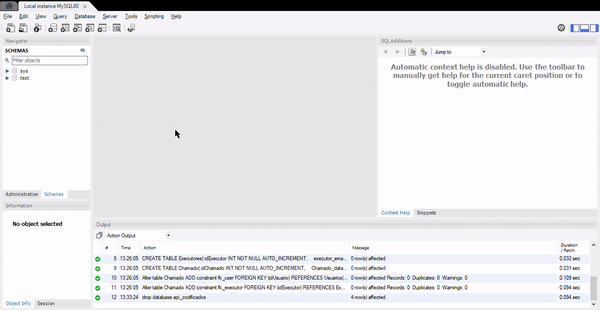 Local instance MySQL80
File Edit View Query Database Server Tools Scripting Help
Navigator
SCHEMAS
Filter objects
sys
test
Administration Schemas
Information
No object selected
Object Info Session
SQLAdditions
Jump to
Automatic context help is disabled. Use the toolbar to
manually get help for the current caret position or to
toggle automatic help.
Context Help Snippets
Output
Action Output
# Time Action Message Duration / Fetch
8 13:26:05 CREATE TABLE Executores( idExecutor INT NOT NULL AUTO_INCREMENT, executor_ema... 0 row(s) affected 0.032 sec
9 13:26:05 CREATE TABLE Chamado( idChamado INT NOT NULL AUTO_INCREMENT, Chamado_data... 0 row(s) affected 0.031 sec
10 13:26:05 Alter table Chamado ADD constraint fk_user FOREIGN KEY (idUsuario) REFERENCES Usuarios(... 0 row(s) affected Records: 0 Duplicates: 0 Warnings: 0 0.109 sec
11 13:26:05 Alter table Chamado ADD constraint fk_executor FOREIGN KEY (idExecutor) REFERENCES Ex... 0 row(s) affected Records: 0 Duplicates: 0 Warnings: 0 0.094 sec
12 13:33:24 drop database api_codificados 4 row(s) affected 0.094 sec